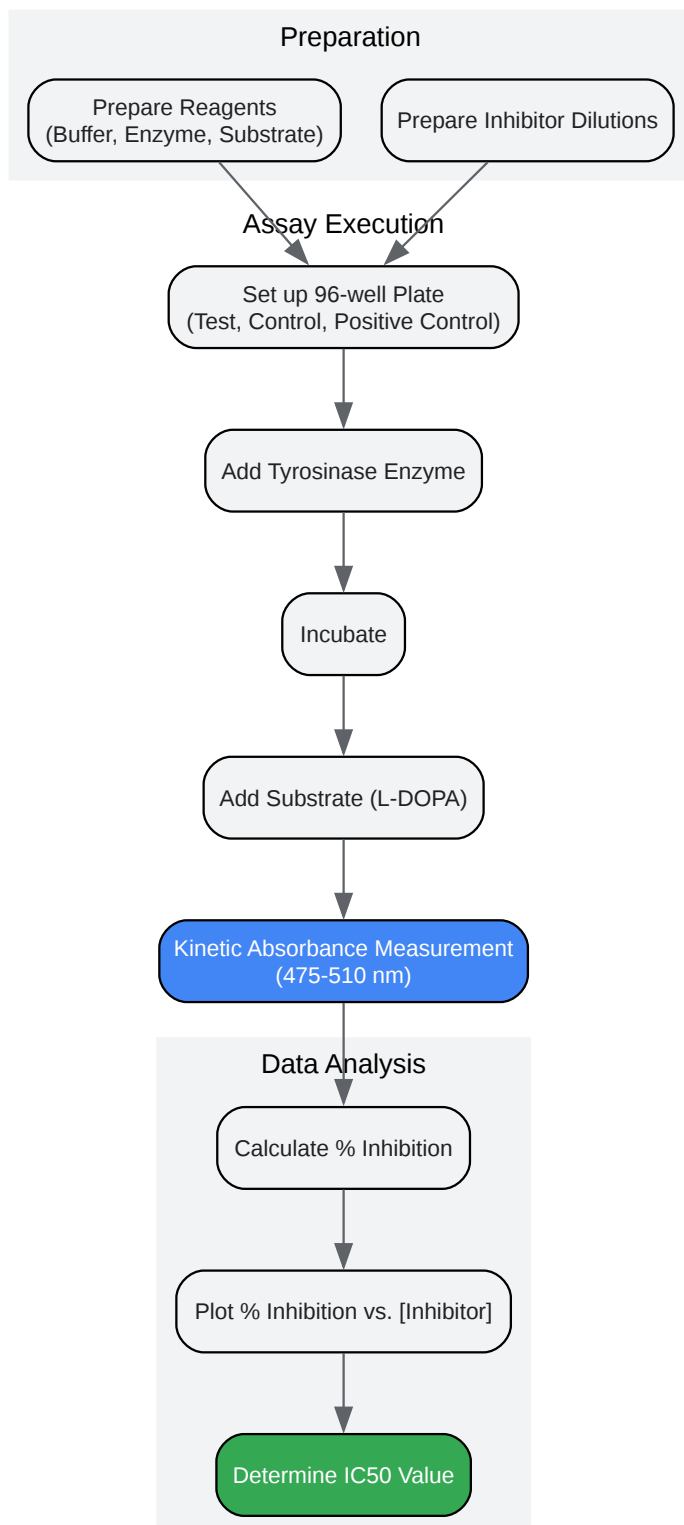 Preparation
Prepare Reagents
(Buffer, Enzyme, Substrate)
Prepare Inhibitor Dilutions
Assay Execution
Set up 96-well Plate
(Test, Control, Positive Control)
Add Tyrosinase Enzyme
Incubate
Add Substrate (L-DOPA)
Kinetic Absorbance Measurement
(475-510 nm)
Data Analysis
Calculate % Inhibition
Plot % Inhibition vs. [Inhibitor]
Determine IC50 Value